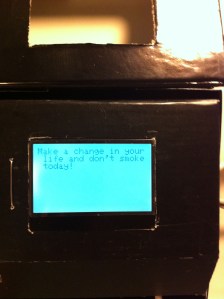 Make a change in your
life and don't smoke
today!